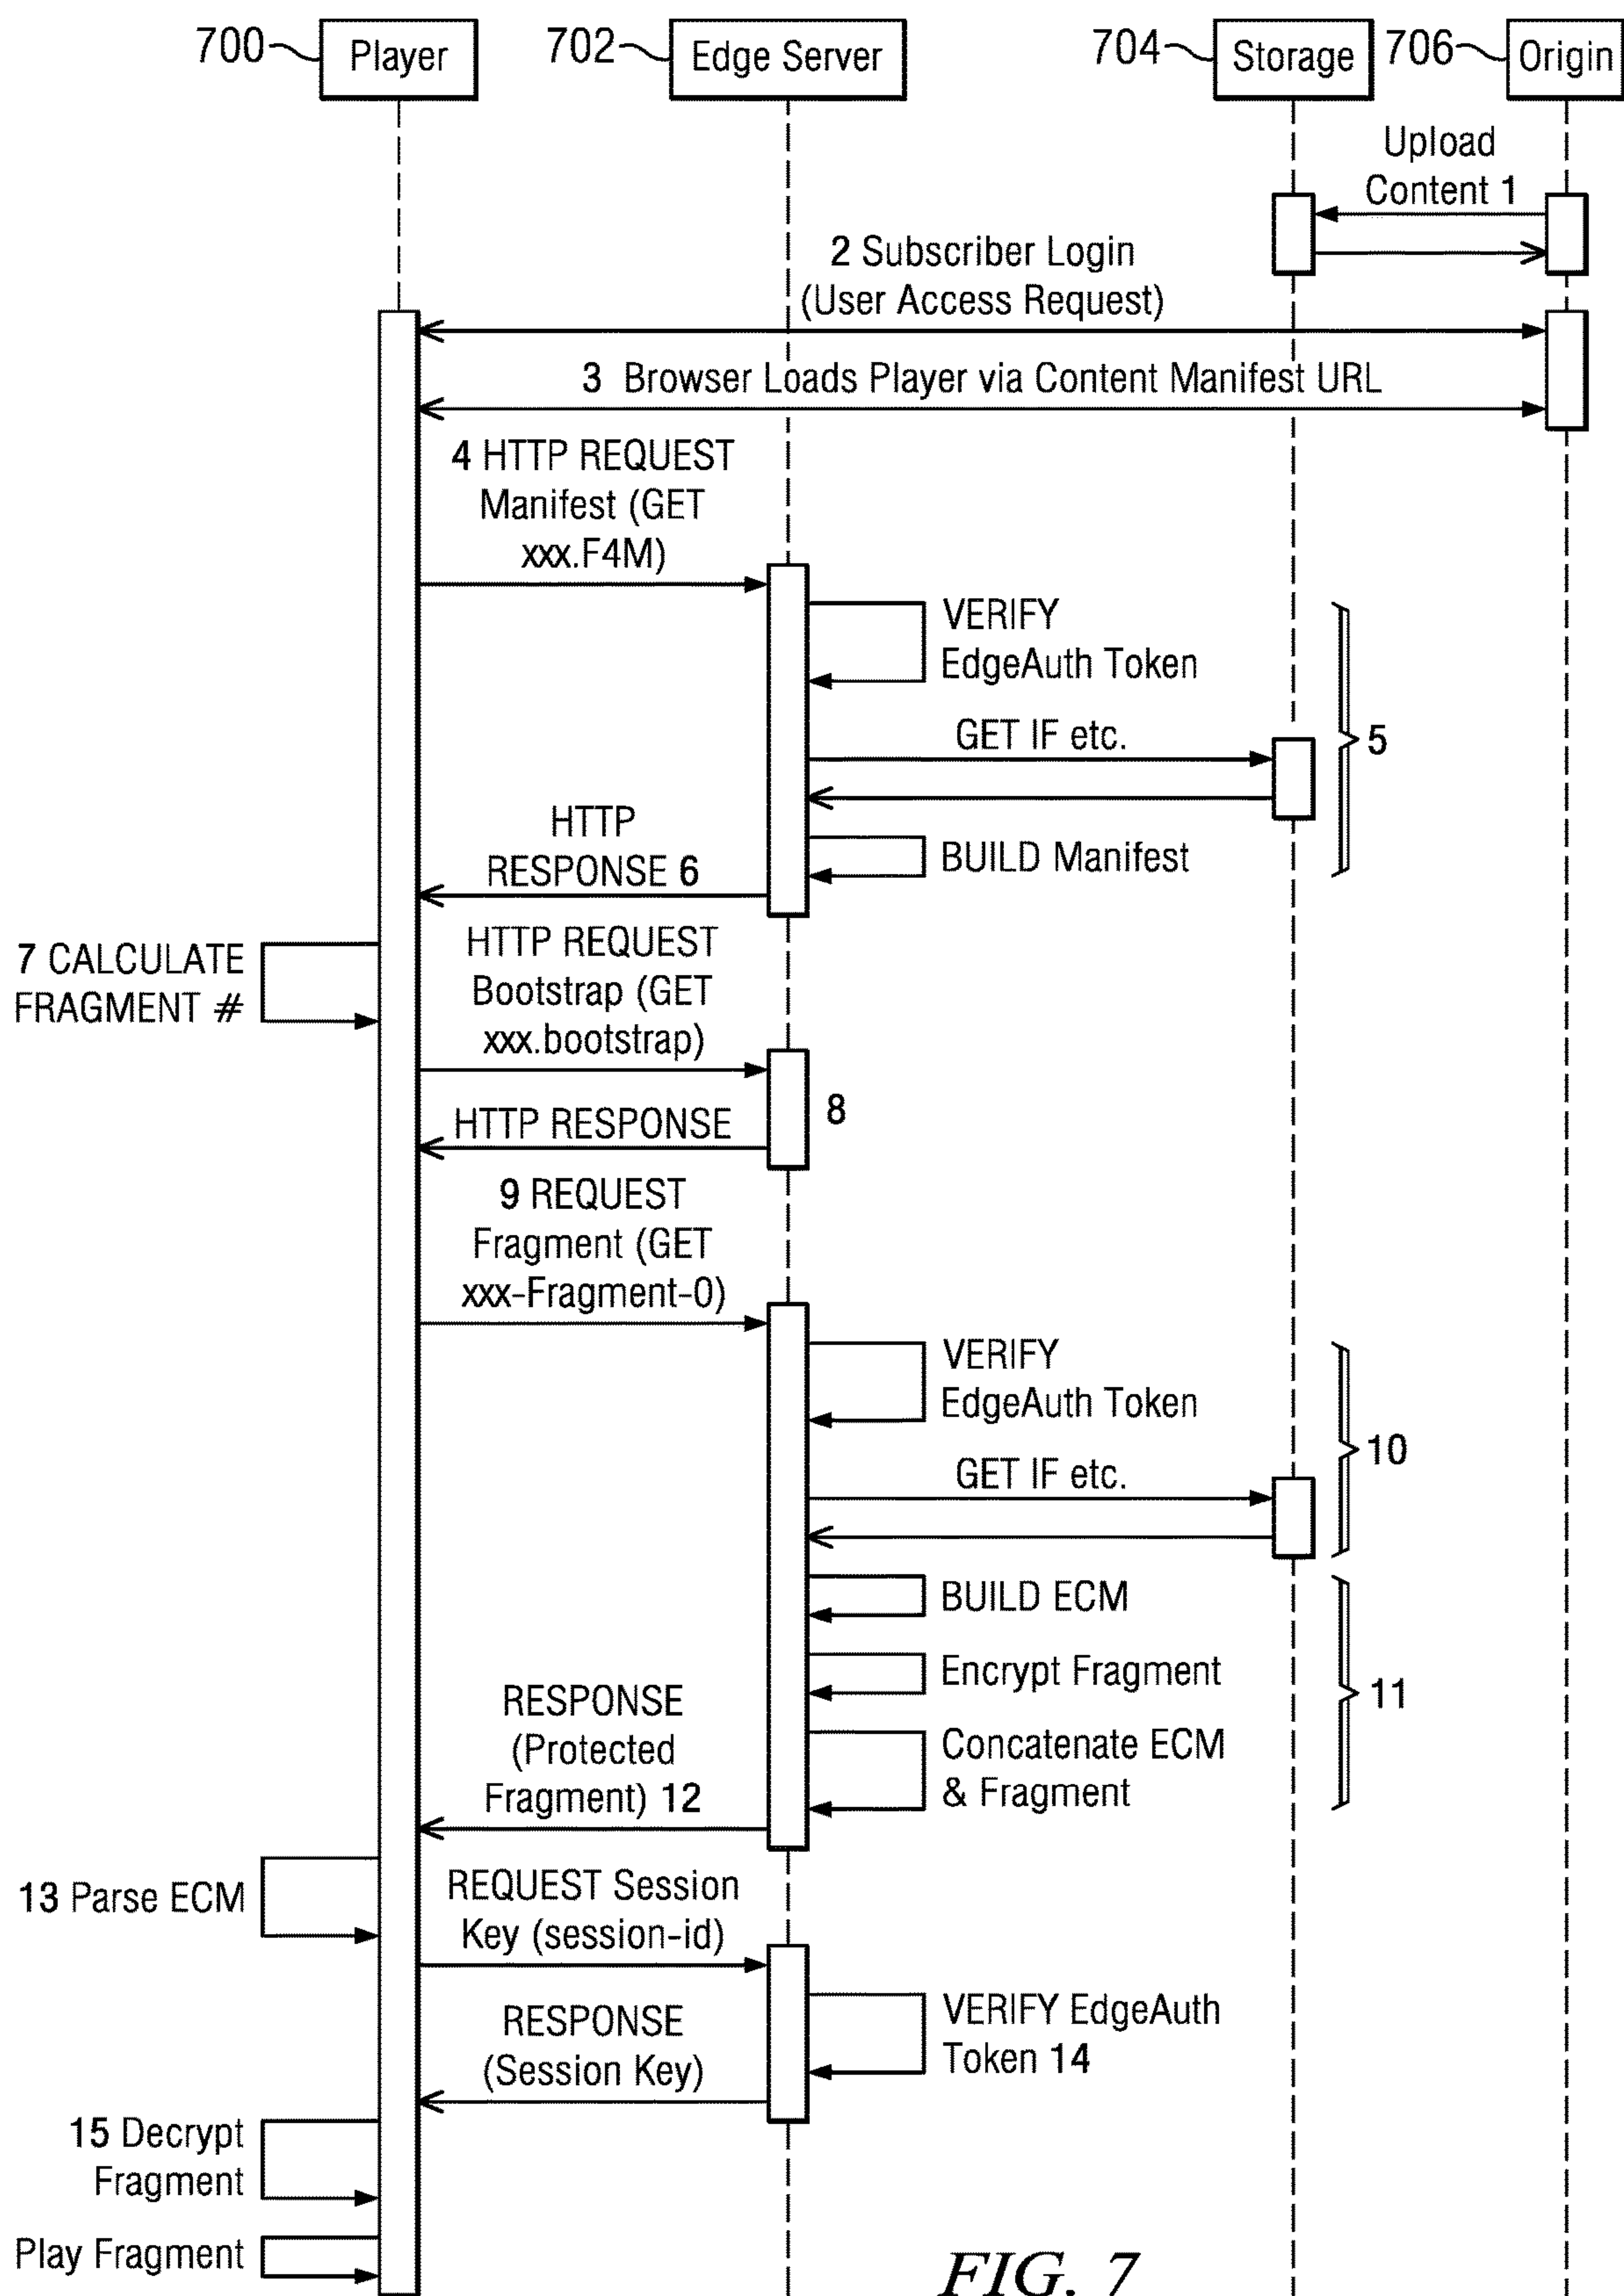 700 Player 702 Edge Server 704 Storage 706 Origin
Upload
Content 1
2 Subscriber Login
(User Access Request)
3 Browser Loads Player via Content Manifest URL
4 HTTP REQUEST
Manifest (GET
xxx.F4M)
VERIFY
EdgeAuth Token
GET IF etc.
5
HTTP
RESPONSE 6
BUILD Manifest
7 CALCULATE
FRAGMENT #
HTTP REQUEST
Bootstrap (GET
xxx.bootstrap)
8
HTTP RESPONSE
9 REQUEST
Fragment (GET
xxx-Fragment-0)
VERIFY
EdgeAuth Token
10
GET IF etc.
BUILD ECM
Encrypt Fragment
11
RESPONSE
(Protected
Fragment) 12
Concatenate ECM
& Fragment
13 Parse ECM
REQUEST Session
Key (session-id)
VERIFY EdgeAuth
Token 14
RESPONSE
(Session Key)
15 Decrypt
Fragment
Play Fragment
FIG. 7